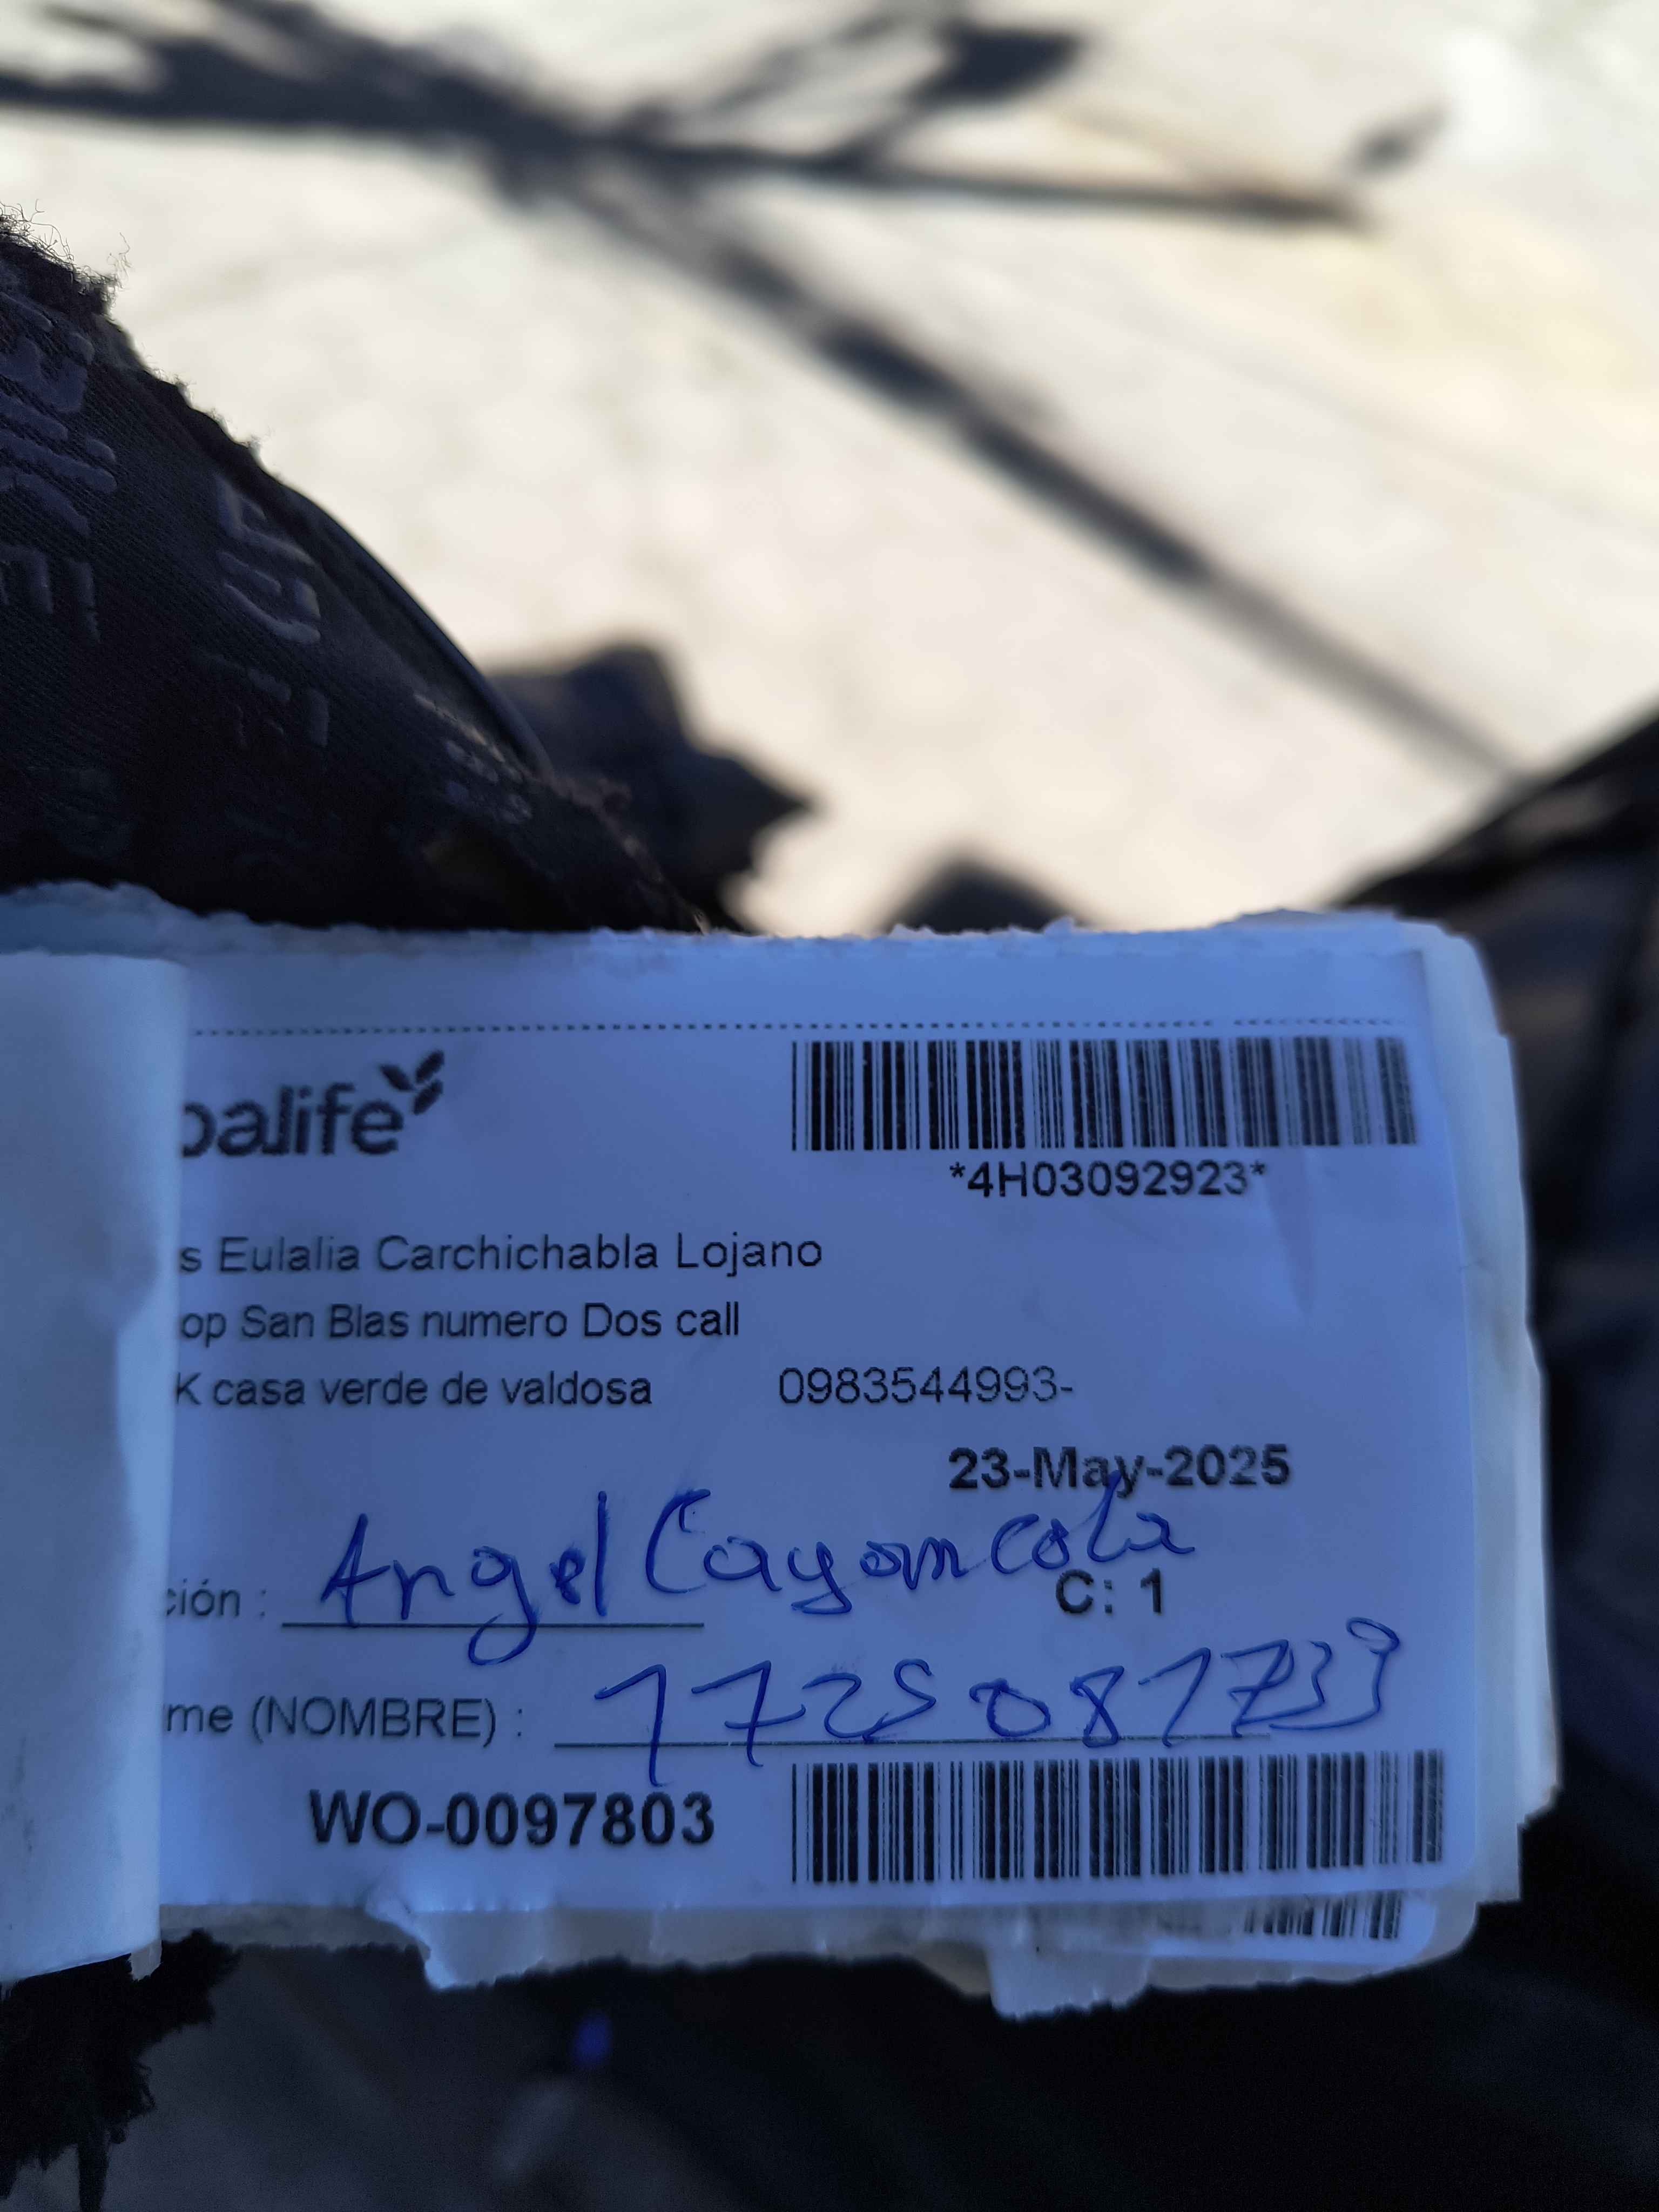 balife
*4H03092923*
s Eulalia Carchichabla Lojano
op San Blas numero Dos call
K casa verde de valdosa 0983544993-
23-May-2025
ción : Angel Cayamcola
C: 1
me (NOMBRE) : 1725081733
WO-0097803